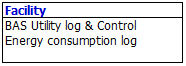 Facility
BAS Utility log & Control
Energy consumption log